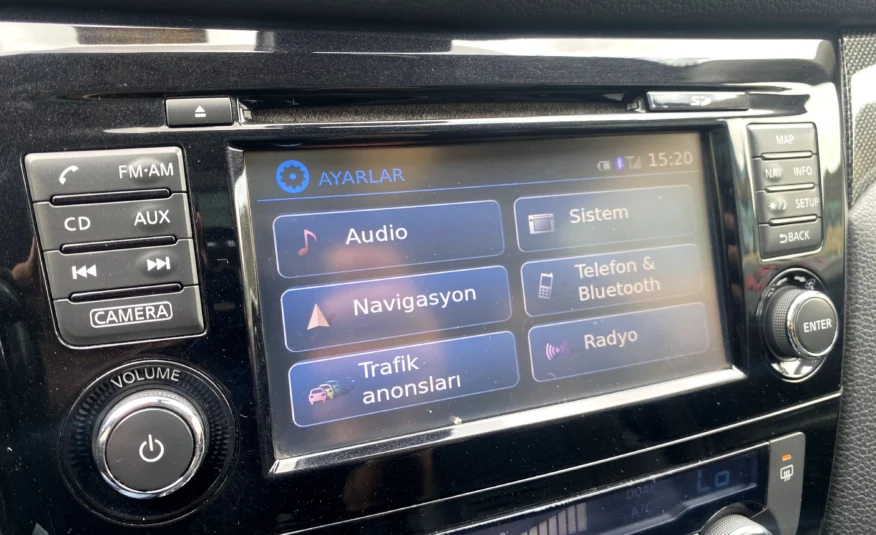 SD
FM·AM
CD
AUX
CAMERA
VOLUME
AYARLAR
15:20
Audio
Sistem
Navigasyon
Telefon &
Bluetooth
Trafik
anonsları
Radyo
MAP
NAV
INFO
SETUP
BACK
ENTER
Lo
A/C